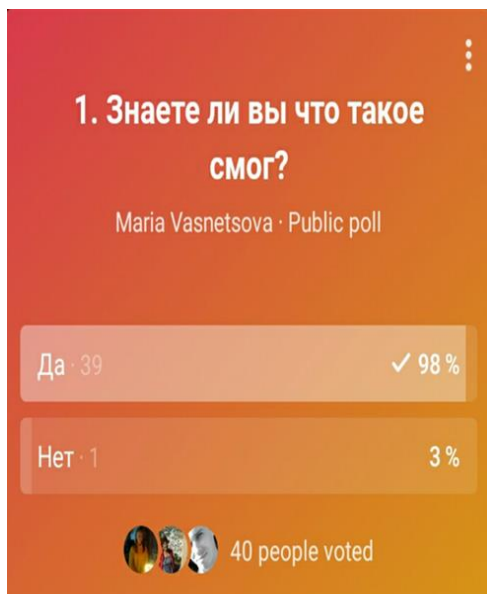 1. Знаете ли вы что такое
смог?
Maria Vasnetsova · Public poll
Да · 39 98 %
Нет · 1 3 %
40 people voted